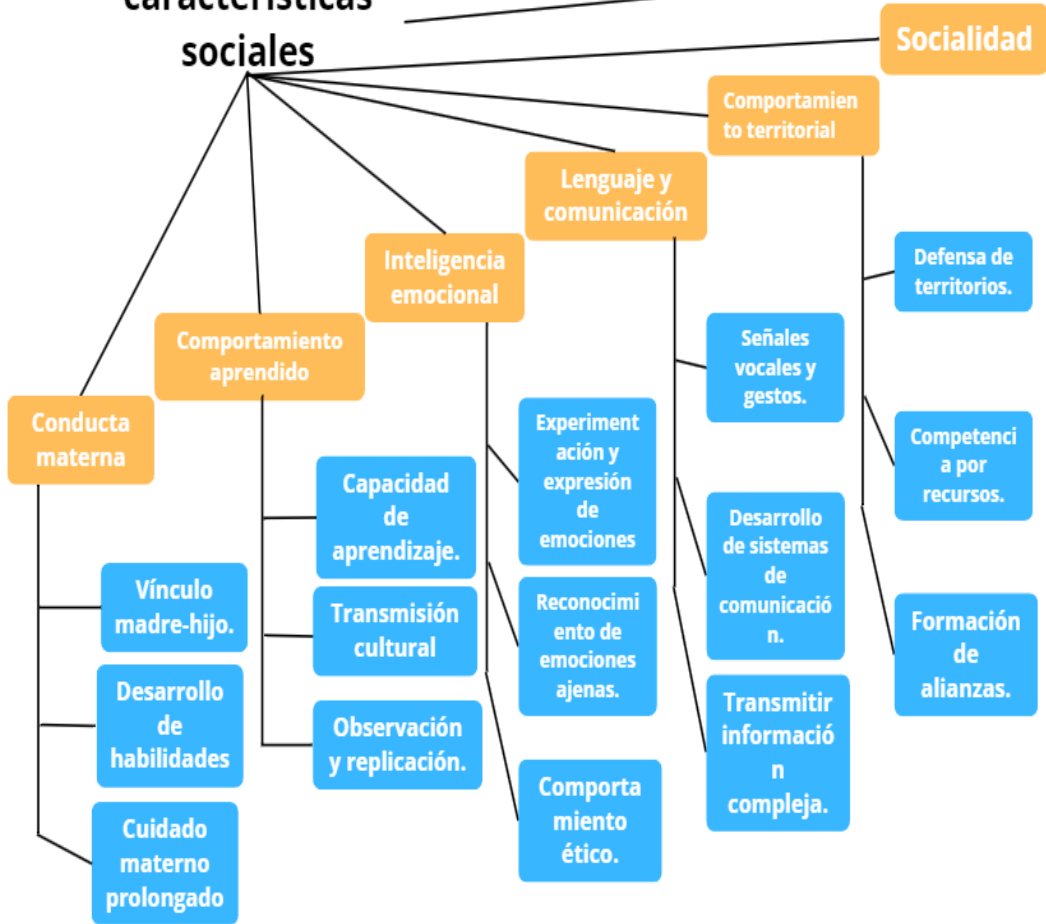 características
sociales
Socialidad
Comportamien
to territorial
Defensa de
territorios.
Competenci
a por
recursos.
Formación
de
alianzas.
Lenguaje y
comunicación
Señales
vocales y
gestos.
Desarrollo
de sistemas
de
comunicació
n.
Transmitir
informació
n
compleja.
Inteligencia
emocional
Experiment
ación y
expresión
de
emociones
Reconocimi
ento de
emociones
ajenas.
Comporta
miento
ético.
Comportamiento
aprendido
Capacidad
de
aprendizaje.
Transmisión
cultural
Observación
y replicación.
Conducta
materna
Vínculo
madre-hijo.
Desarrollo
de
habilidades
Cuidado
materno
prolongado